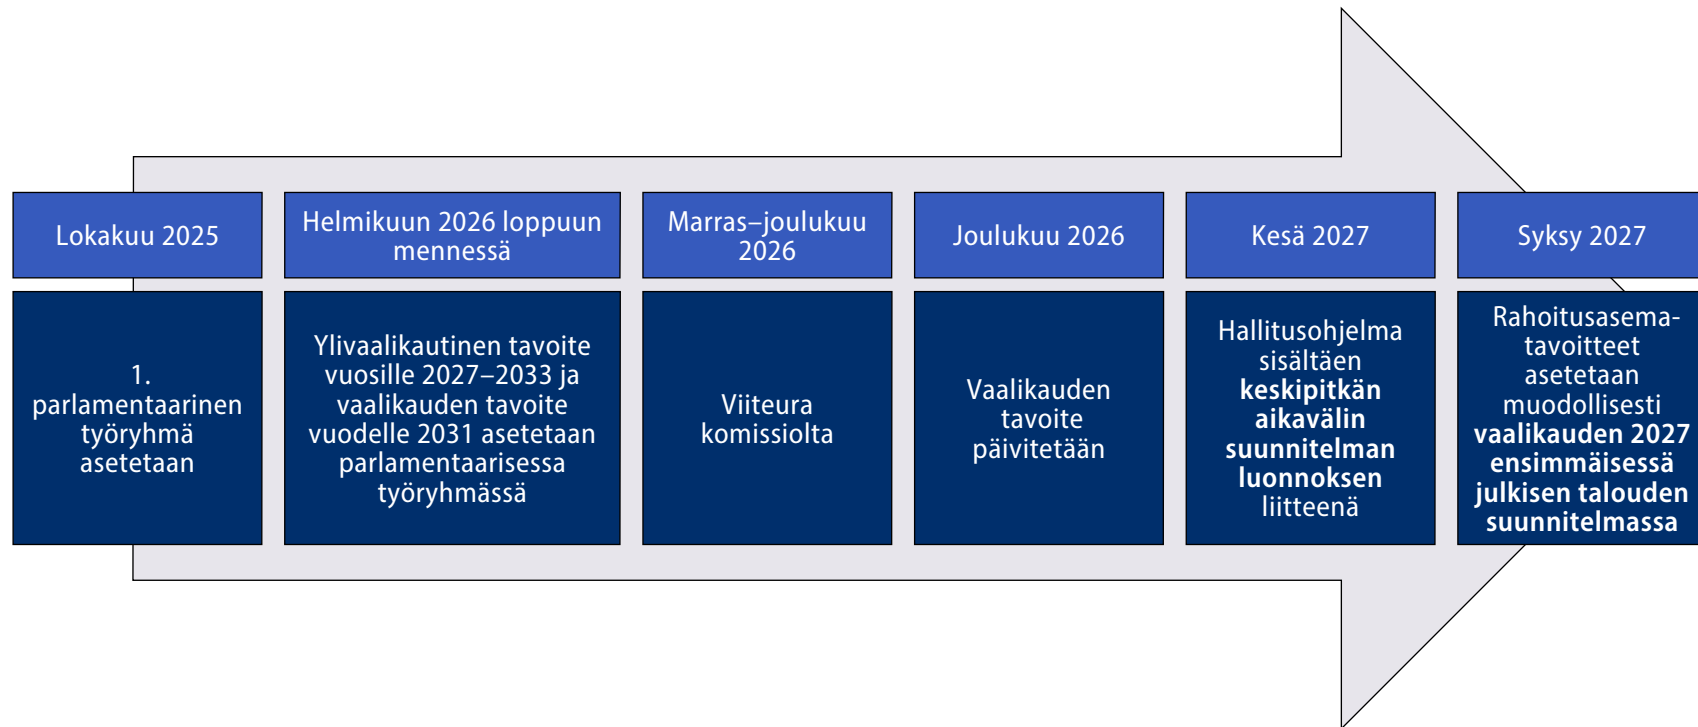 Lokakuu 2025
1.
parlamentaarinen
työryhmä
asetetaan
Helmikuun 2026 loppuun
mennessä
Ylivaalikautinen tavoite
vuosille 2027–2033 ja
vaalikauden tavoite
vuodelle 2031 asetetaan
parlamentaarisessa
työryhmässä
Marras–joulukuu
2026
Viiteura
komissiolta
Joulukuu 2026
Vaalikauden
tavoite
päivitetään
Kesä 2027
Hallitusohjelma
sisältäen
keskipitkän
aikavälin
suunnitelman
luonnoksen
liitteenä
Syksy 2027
Rahoitusasema-
tavoitteet
asetetaan
muodollisesti
vaalikauden 2027
ensimmäisessä
julkisen talouden
suunnitelmassa